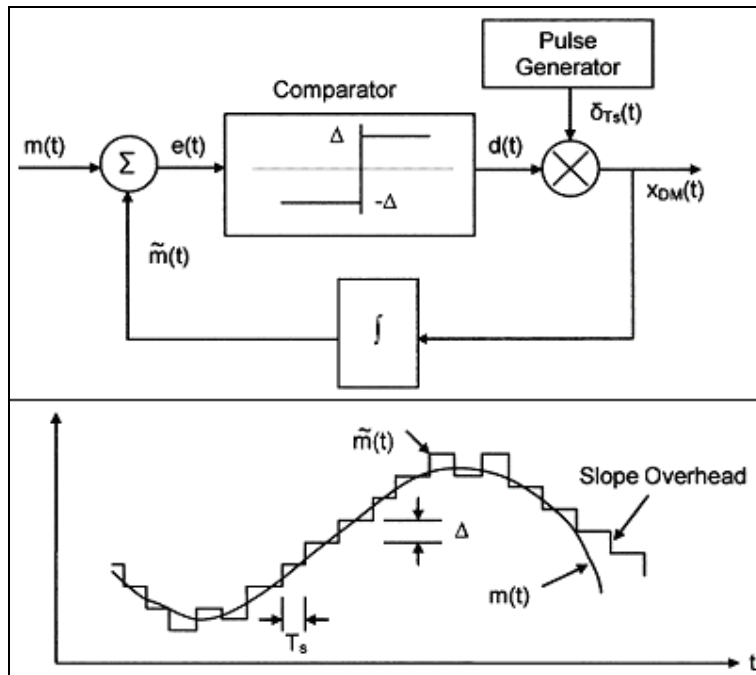 Pulse
Generator
Comparator
δTs(t)
m(t)
Σ
e(t)
Δ
-Δ
d(t)
xDM(t)
m̃(t)
∫
m̃(t)
Slope Overhead
Δ
m(t)
Ts
t